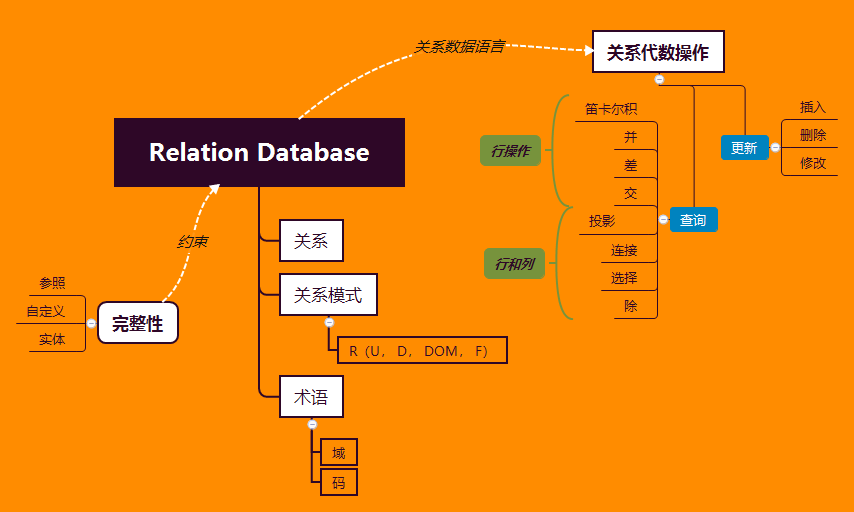 关系数据语言
关系代数操作
Relation Database
笛卡尔积
并
差
交
行操作
投影
连接
选择
除
行和列
查询
更新
插入
删除
修改
约束
完整性
参照
自定义
实体
关系
关系模式
R（U， D， DOM， F）
术语
域
码